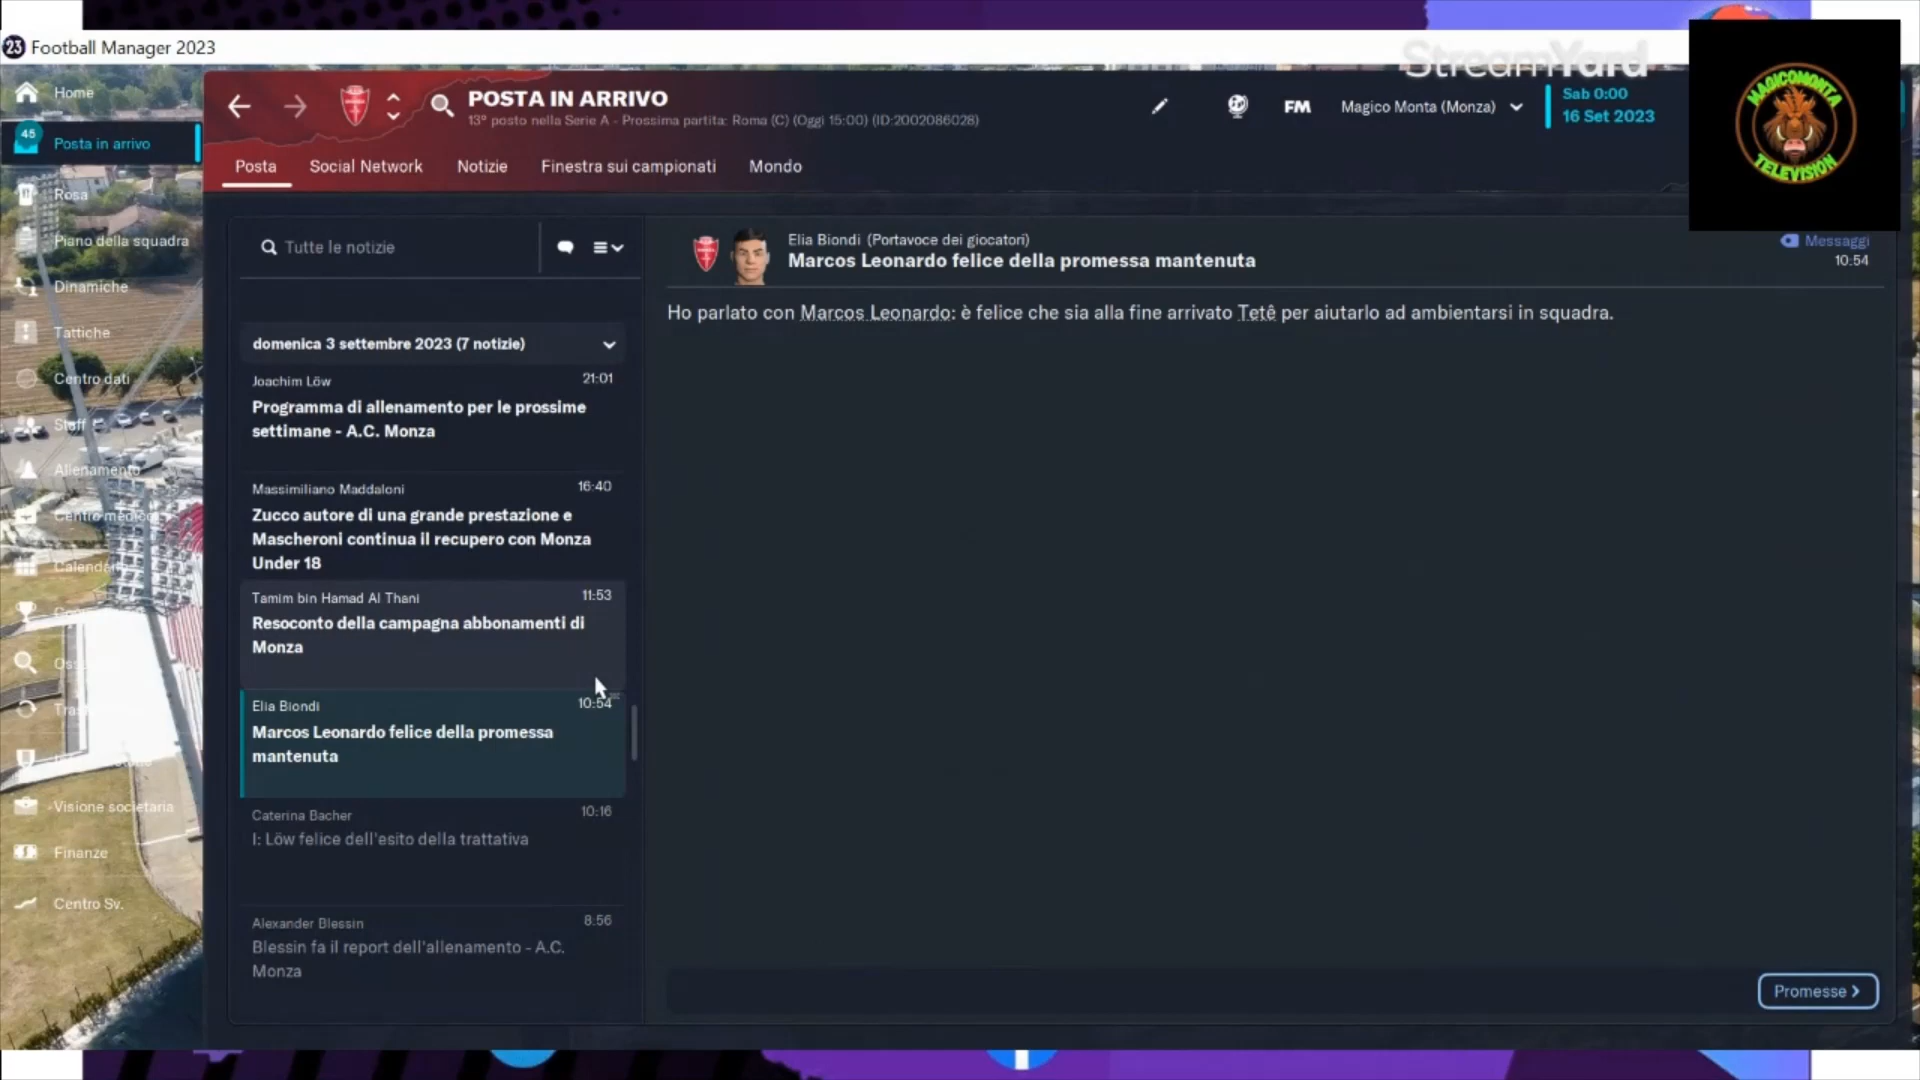 StreamYard
Football Manager 2023
MAGICOMONTA
TELEVISION
Home
45
Posta in arrivo
Rosa
Piano della squadra
Dinamiche
Tattiche
Centro dati
Staff
Allenamento
Centro medico
Calendari
Visione societaria
Finanze
Centro Sv.
POSTA IN ARRIVO
13° posto nella Serie A - Prossima partita: Roma (C) (Oggi 15:00) (ID:2002086028)
FM
Magico Monta (Monza)
Sab 0:00
16 Set 2023
Posta
Social Network
Notizie
Finestra sui campionati
Mondo
Tutte le notizie
domenica 3 settembre 2023 (7 notizie)
Joachim Löw
21:01
Programma di allenamento per le prossime
settimane - A.C. Monza
Massimiliano Maddaloni
16:40
Zucco autore di una grande prestazione e
Mascheroni continua il recupero con Monza
Under 18
Tamim bin Hamad Al Thani
11:53
Resoconto della campagna abbonamenti di
Monza
Elia Biondi
10:54
Marcos Leonardo felice della promessa
mantenuta
Caterina Bacher
10:16
I: Löw felice dell'esito della trattativa
Alexander Blessin
8:56
Blessin fa il report dell'allenamento - A.C.
Monza
Elia Biondi (Portavoce dei giocatori)
Marcos Leonardo felice della promessa mantenuta
Messaggi
10:54
Ho parlato con Marcos Leonardo: è felice che sia alla fine arrivato Tetê per aiutarlo ad ambientarsi in squadra.
Promesse